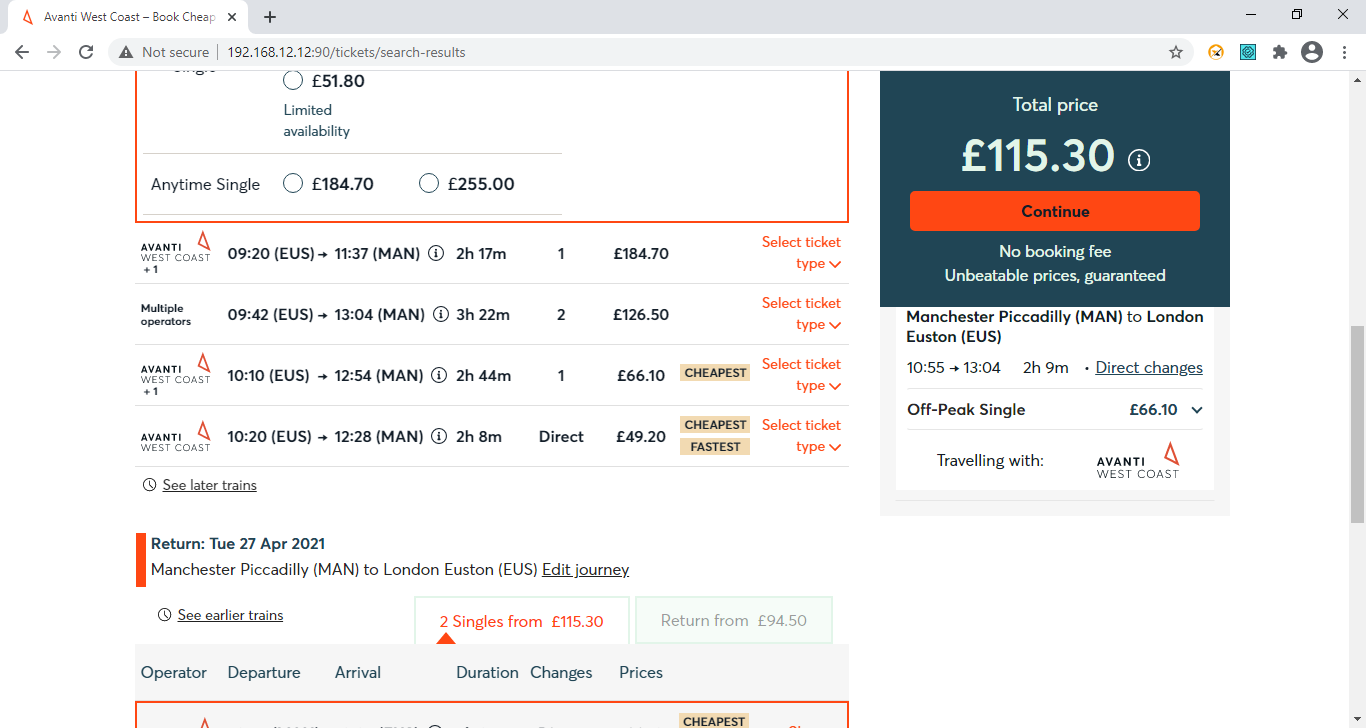 Avanti West Coast – Book Cheap
Not secure
192.168.12.12:90/tickets/search-results
Single
£51.80
Limited
availability
Anytime Single £184.70 £255.00
AVANTI
WEST COAST
+ 1
09:20 (EUS) → 11:37 (MAN) 2h 17m 1 £184.70
Select ticket
type
Multiple
operators
09:42 (EUS) → 13:04 (MAN) 3h 22m 2 £126.50
Select ticket
type
AVANTI
WEST COAST
+ 1
10:10 (EUS) → 12:54 (MAN) 2h 44m 1 £66.10
CHEAPEST
Select ticket
type
AVANTI
WEST COAST
10:20 (EUS) → 12:28 (MAN) 2h 8m Direct £49.20
CHEAPEST
FASTEST
Select ticket
type
See later trains
Return: Tue 27 Apr 2021
Manchester Piccadilly (MAN) to London Euston (EUS) Edit journey
See earlier trains
2 Singles from £115.30
Return from £94.50
Operator Departure Arrival Duration Changes Prices
CHEAPEST
Total price
£115.30
Continue
No booking fee
Unbeatable prices, guaranteed
Manchester Piccadilly (MAN) to London
Euston (EUS)
10:55 → 13:04 2h 9m • Direct changes
Off-Peak Single £66.10
Travelling with:
AVANTI
WEST COAST